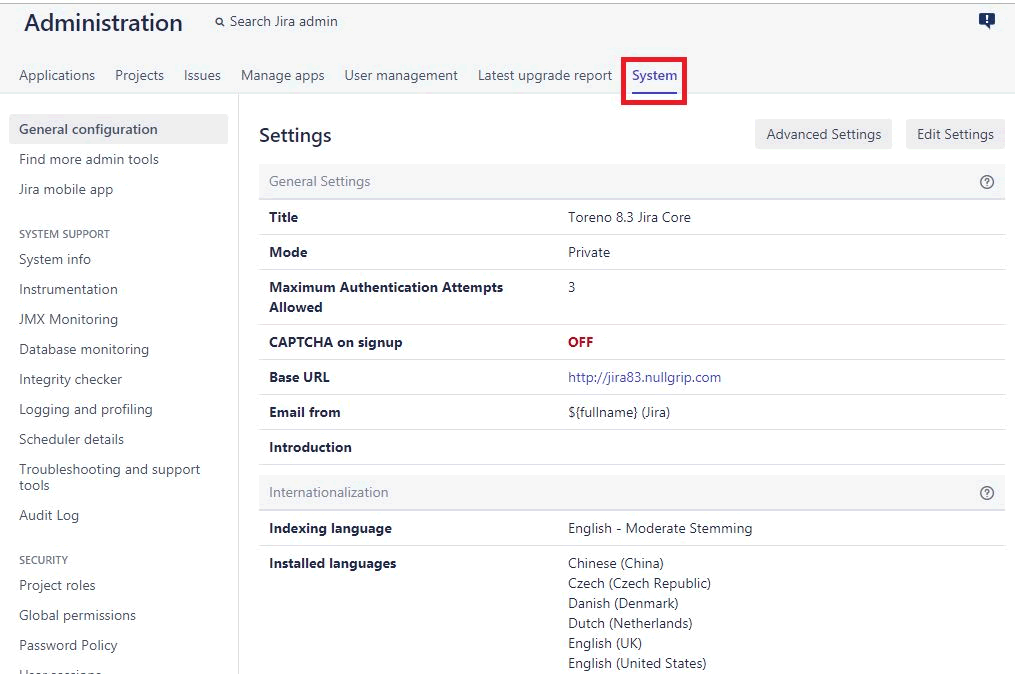 Administration
Search Jira admin
Applications Projects Issues Manage apps User management Latest upgrade report System
General configuration
Find more admin tools
Jira mobile app
SYSTEM SUPPORT
System info
Instrumentation
JMX Monitoring
Database monitoring
Integrity checker
Logging and profiling
Scheduler details
Troubleshooting and support
tools
Audit Log
SECURITY
Project roles
Global permissions
Password Policy
Settings
Advanced Settings Edit Settings
General Settings
Title Toreno 8.3 Jira Core
Mode Private
Maximum Authentication Attempts 3
Allowed
CAPTCHA on signup OFF
Base URL http://jira83.nullgrip.com
Email from ${fullname} (Jira)
Introduction
Internationalization
Indexing language English - Moderate Stemming
Installed languages Chinese (China)
Czech (Czech Republic)
Danish (Denmark)
Dutch (Netherlands)
English (UK)
English (United States)